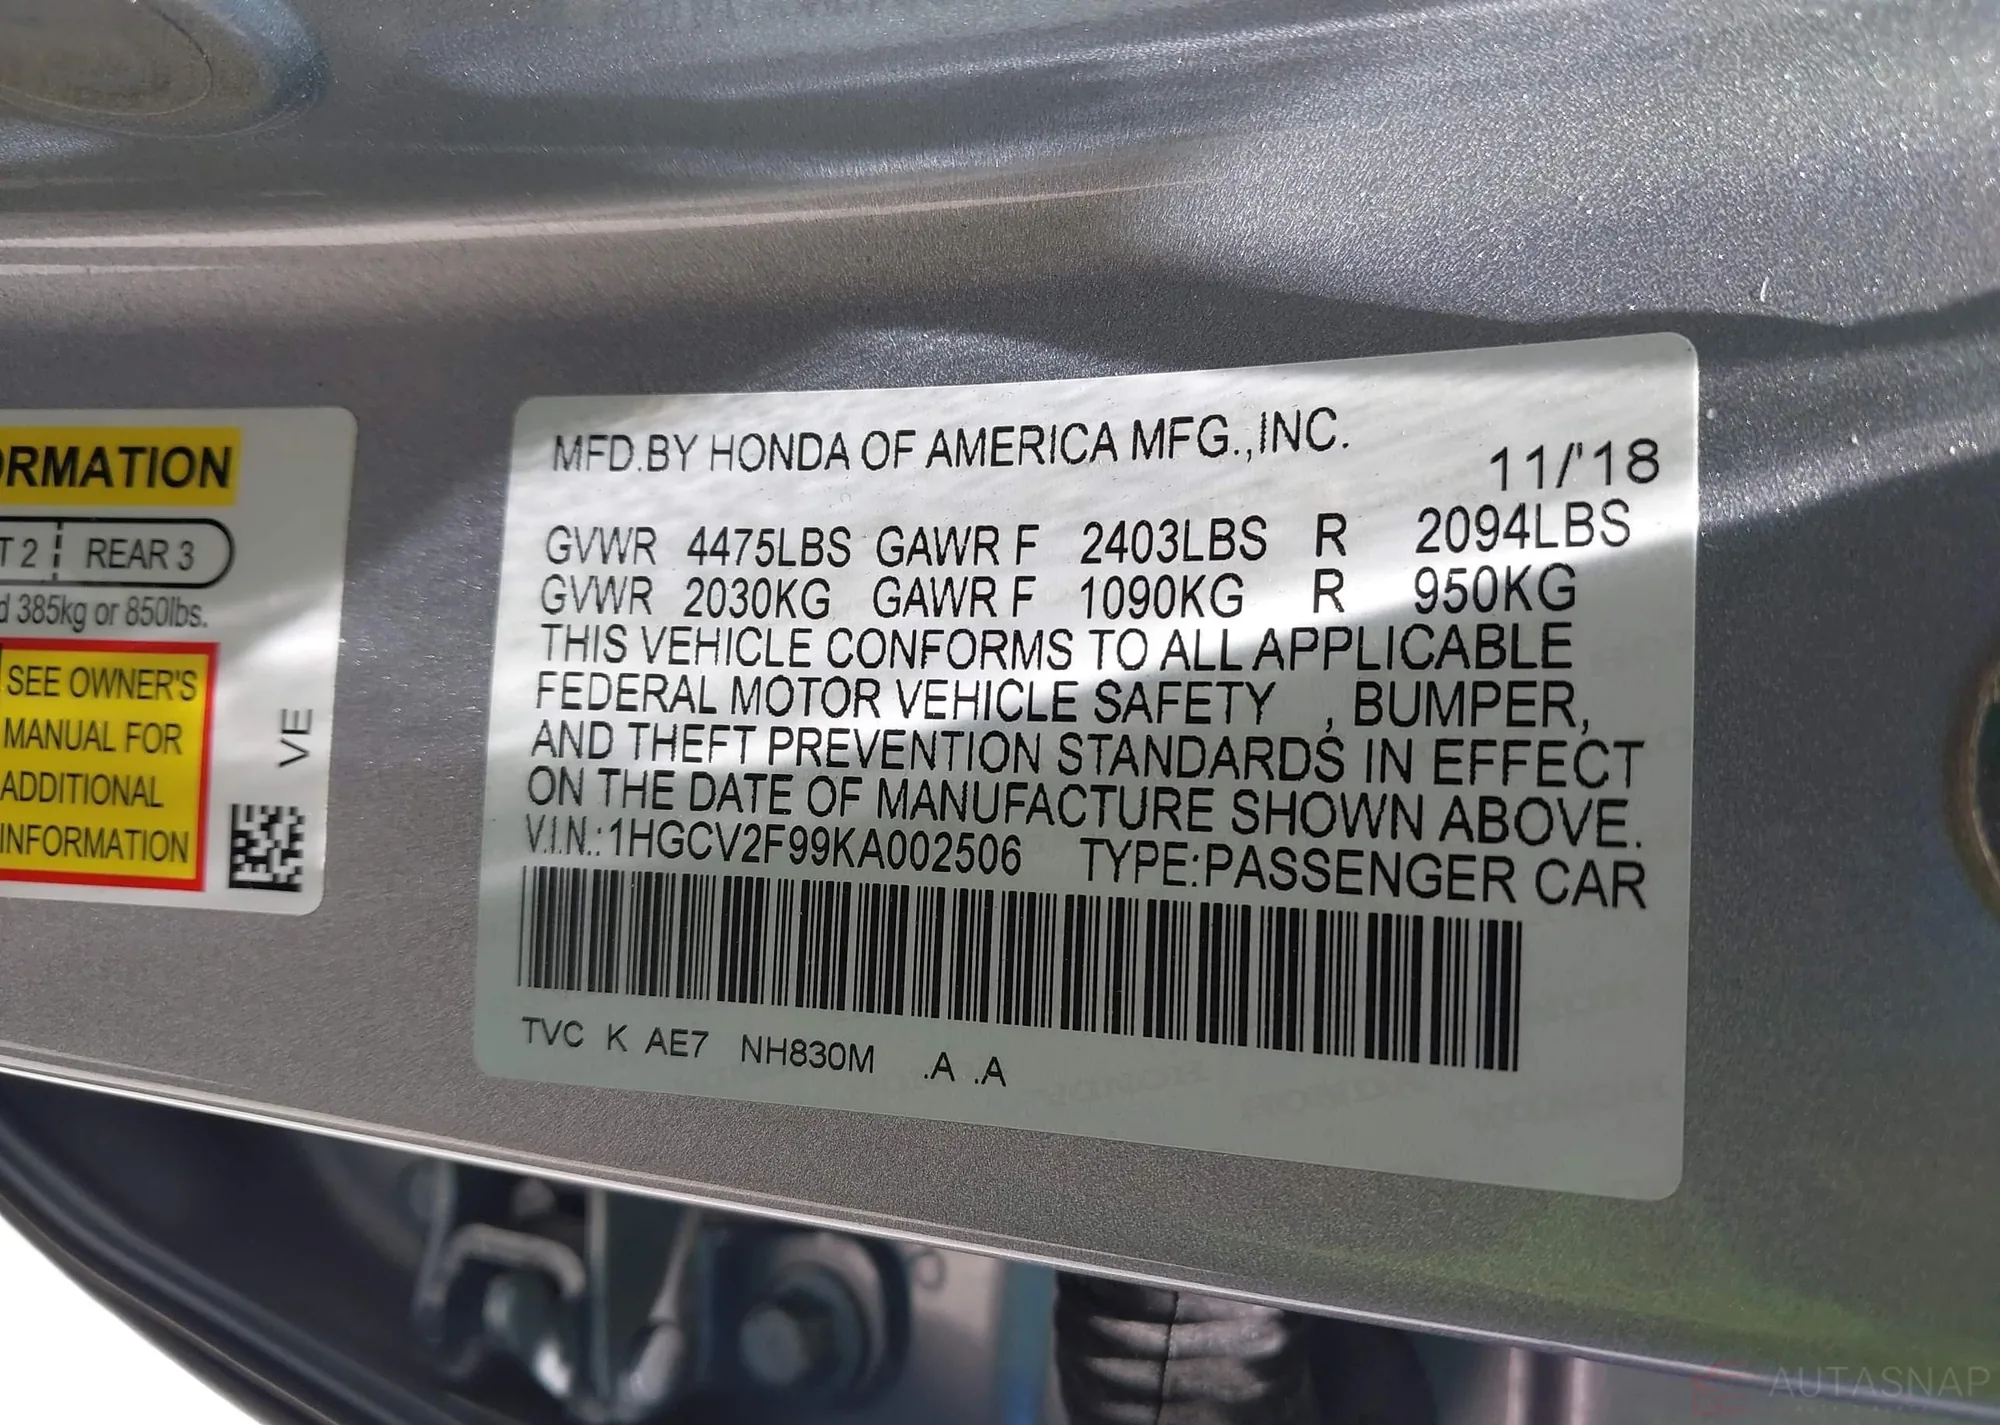 ORMATION
T 2 REAR 3
d 385kg or 850lbs.
SEE OWNER'S
MANUAL FOR
ADDITIONAL
INFORMATION
VE
MFD.BY HONDA OF AMERICA MFG.,INC.
11/'18
GVWR 4475LBS GAWR F 2403LBS R 2094LBS
GVWR 2030KG GAWR F 1090KG R 950KG
THIS VEHICLE CONFORMS TO ALL APPLICABLE
FEDERAL MOTOR VEHICLE SAFETY , BUMPER,
AND THEFT PREVENTION STANDARDS IN EFFECT
ON THE DATE OF MANUFACTURE SHOWN ABOVE.
V.I.N.:1HGCV2F99KA002506 TYPE:PASSENGER CAR
TVC K AE7 NH830M .A .A
AUTASNAP